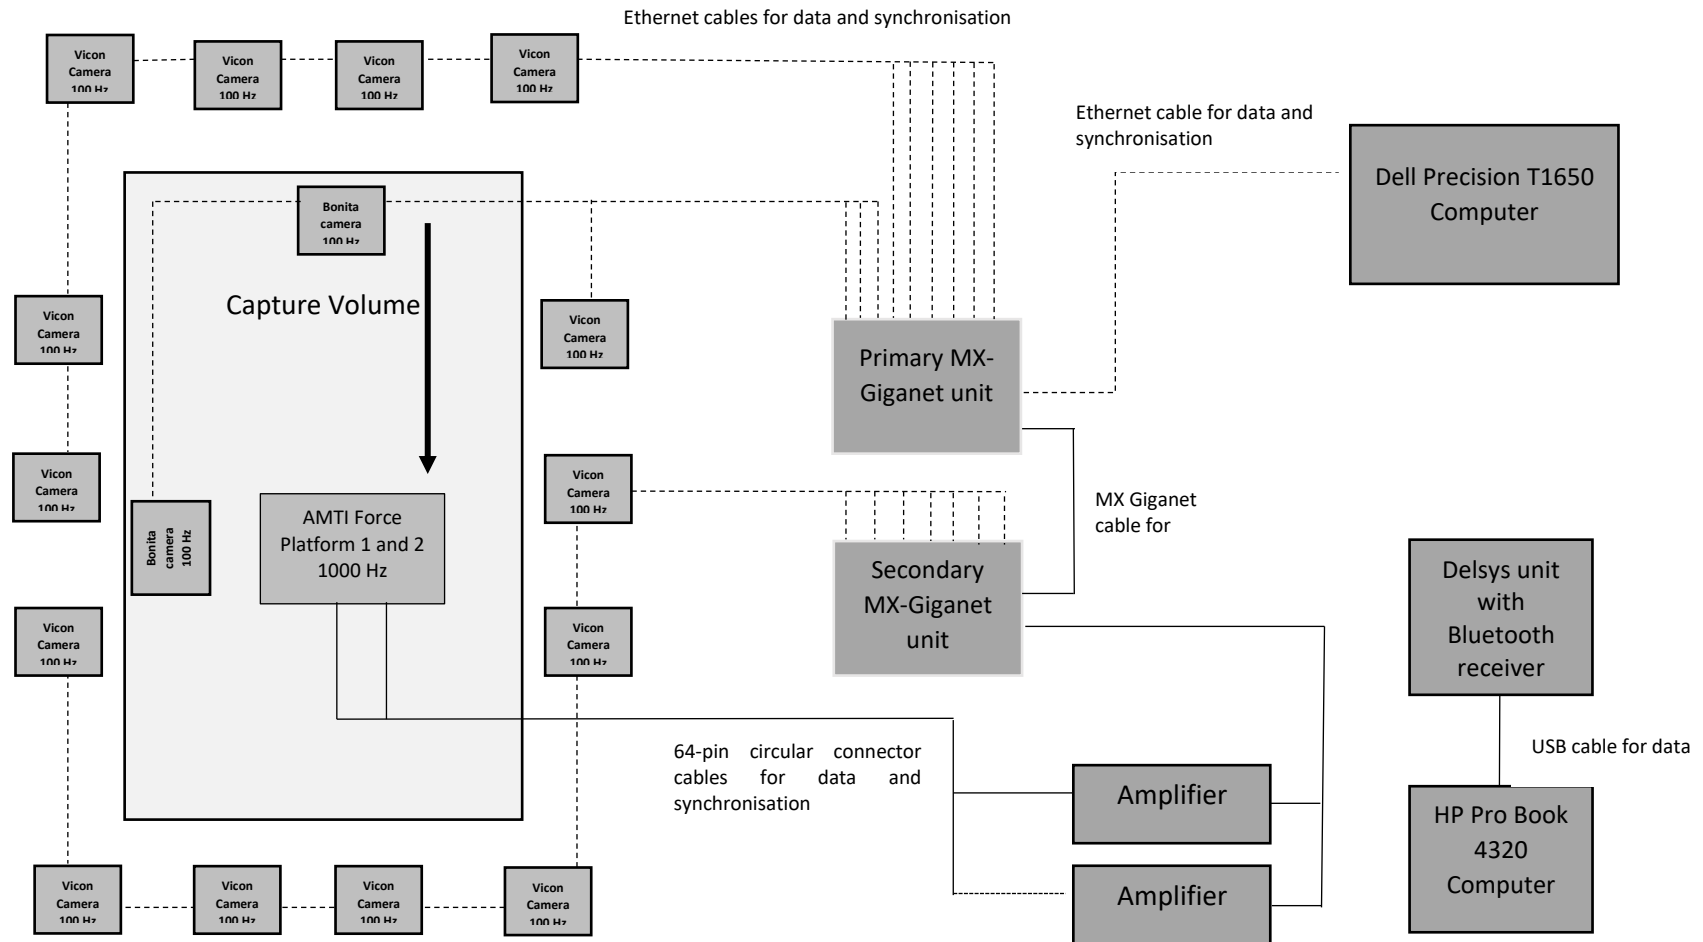 Ethernet cables for data and synchronisation
Vicon
Camera
100 Hz
Vicon
Camera
100 Hz
Vicon
Camera
100 Hz
Vicon
Camera
100 Hz
Ethernet cable for data and
synchronisation
Dell Precision T1650
Computer
Bonita
camera
100 Hz
Capture Volume
Vicon
Camera
100 Hz
Vicon
Camera
100 Hz
Primary MX-
Giganet unit
Vicon
Camera
100 Hz
Bonita
camera
100 Hz
AMTI Force
Platform 1 and 2
1000 Hz
Vicon
Camera
100 Hz
MX Giganet
cable for
Secondary
MX-Giganet
unit
Delsys unit
with
Bluetooth
receiver
Vicon
Camera
100 Hz
Vicon
Camera
100 Hz
64-pin circular connector
cables for data and
synchronisation
USB cable for data
Amplifier
HP Pro Book
4320
Computer
Amplifier
Vicon
Camera
100 Hz
Vicon
Camera
100 Hz
Vicon
Camera
100 Hz
Vicon
Camera
100 Hz